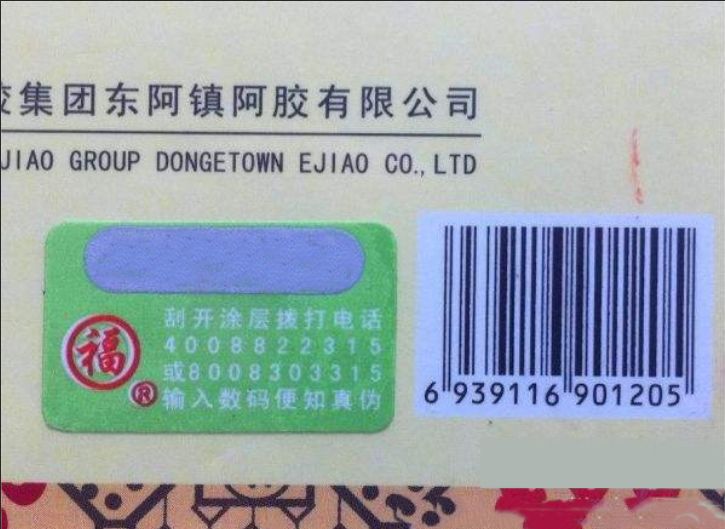 胶集团东阿镇阿胶有限公司
JIAO GROUP DONGETOWN EJIAO CO., LTD
刮开涂层拨打电话
4008822315
或8008303315
输入数码便知真伪
福
®
6 939116 901205